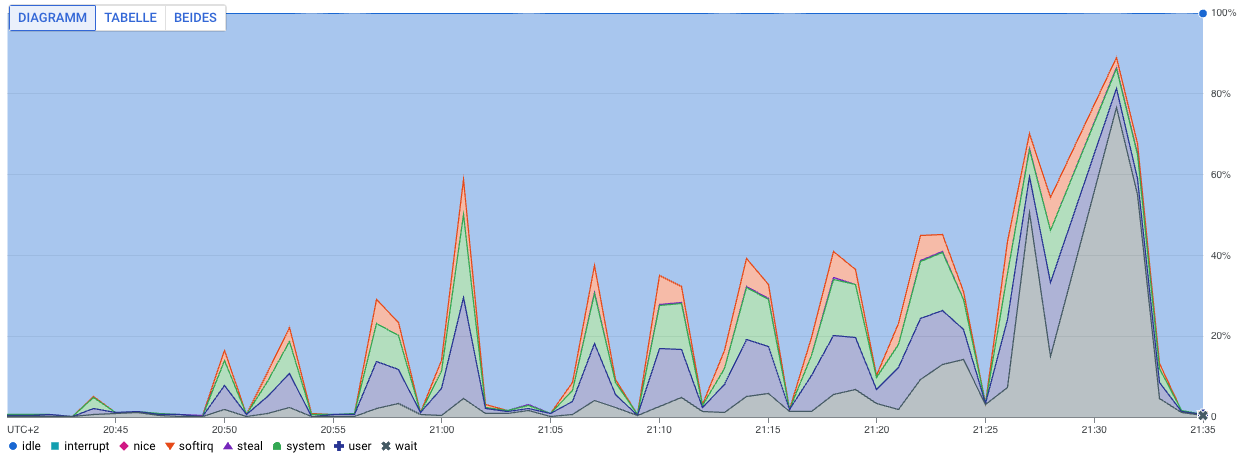 DIAGRAMM TABELLE BEIDES
100%
80%
60%
40%
20%
0
UTC+2 20:45 20:50 20:55 21:00 21:05 21:10 21:15 21:20 21:25 21:30 21:35
idle interrupt nice softirq steal system user wait